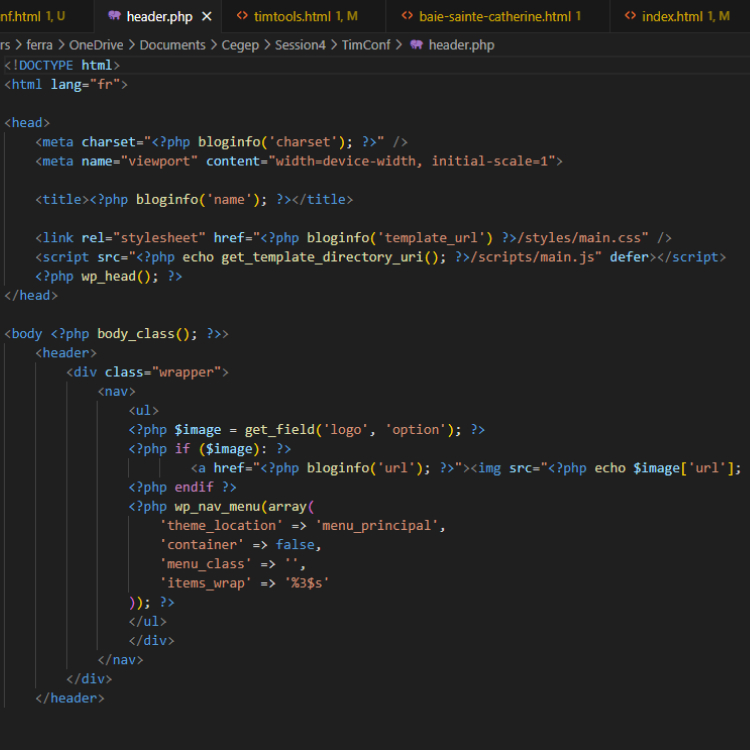 nf.html 1, U header.php timtools.html 1, M baie-sainte-catherine.html 1 index.html 1, M
rs > ferra > OneDrive > Documents > Cegep > Session4 > TimConf > header.php
<!DOCTYPE html>
<html lang="fr">
<head>
<meta charset="<?php bloginfo('charset'); ?>" />
<meta name="viewport" content="width=device-width, initial-scale=1">
<title><?php bloginfo('name'); ?></title>
<link rel="stylesheet" href="<?php bloginfo('template_url') ?>/styles/main.css" />
<script src="<?php echo get_template_directory_uri(); ?>/scripts/main.js" defer></script>
<?php wp_head(); ?>
</head>
<body <?php body_class(); ?>>
<header>
<div class="wrapper">
<nav>
<ul>
<?php $image = get_field('logo', 'option'); ?>
<?php if ($image): ?>
<a href="<?php bloginfo('url'); ?>"><img src="<?php echo $image['url'];
<?php endif ?>
<?php wp_nav_menu(array(
'theme_location' => 'menu_principal',
'container' => false,
'menu_class' => '',
'items_wrap' => '%3$s'
)); ?>
</ul>
</div>
</nav>
</div>
</header>